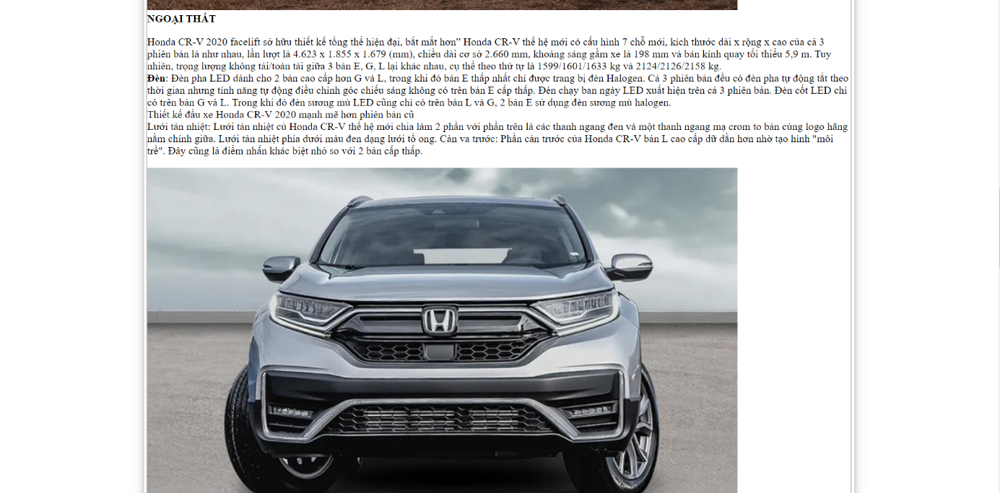 NGOẠI THẤT
Honda CR-V 2020 facelift sở hữu thiết kế tổng thể hiện đại, bắt mắt hơn” Honda CR-V thế hệ mới có cấu hình 7 chỗ mới, kích thước dài x rộng x cao của cả 3
phiên bản là như nhau, lần lượt là 4.623 x 1.855 x 1.679 (mm), chiều dài cơ sở 2.660 mm, khoảng sáng gầm xe là 198 mm và bán kính quay tối thiểu 5,9 m. Tuy
nhiên, trọng lượng không tải/toàn tải giữa 3 bản E, G, L lại khác nhau, cụ thể theo thứ tự là 1599/1601/1633 kg và 2124/2126/2158 kg.
Đèn: Đèn pha LED dành cho 2 bản cao cấp hơn G và L, trong khi đó bản E thấp nhất chỉ được trang bị đèn Halogen. Cả 3 phiên bản đều có đèn pha tự động tắt theo
thời gian nhưng tính năng tự động điều chỉnh góc chiếu sáng không có trên bản E cấp thấp. Đèn chạy ban ngày LED xuất hiện trên cả 3 phiên bản. Đèn cốt LED chỉ
có trên bản G và L. Trong khi đó đèn sương mù LED cũng chỉ có trên bản L và G, 2 bản E sử dụng đèn sương mù halogen.
Thiết kế đầu xe Honda CR-V 2020 mạnh mẽ hơn phiên bản cũ
Lưới tản nhiệt: Lưới tản nhiệt củ Honda CR-V thế hệ mới chia làm 2 phần với phần trên là các thanh ngang đen và một thanh ngang mạ crom to bản cùng logo hãng
nằm chính giữa. Lưới tản nhiệt phía dưới màu đen dạng lưới tổ ong. Cản va trước: Phần cản trước của Honda CR-V bản L cao cấp dữ dằn hơn nhờ tạo hình "môi
trề". Đây cũng là điểm nhấn khác biệt nhỏ so với 2 bản cấp thấp.